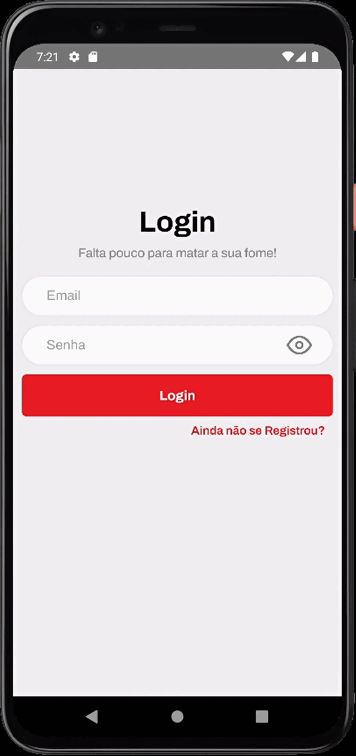 7:21
Login
Falta pouco para matar a sua fome!
Email
Senha
Login
Ainda não se Registrou?